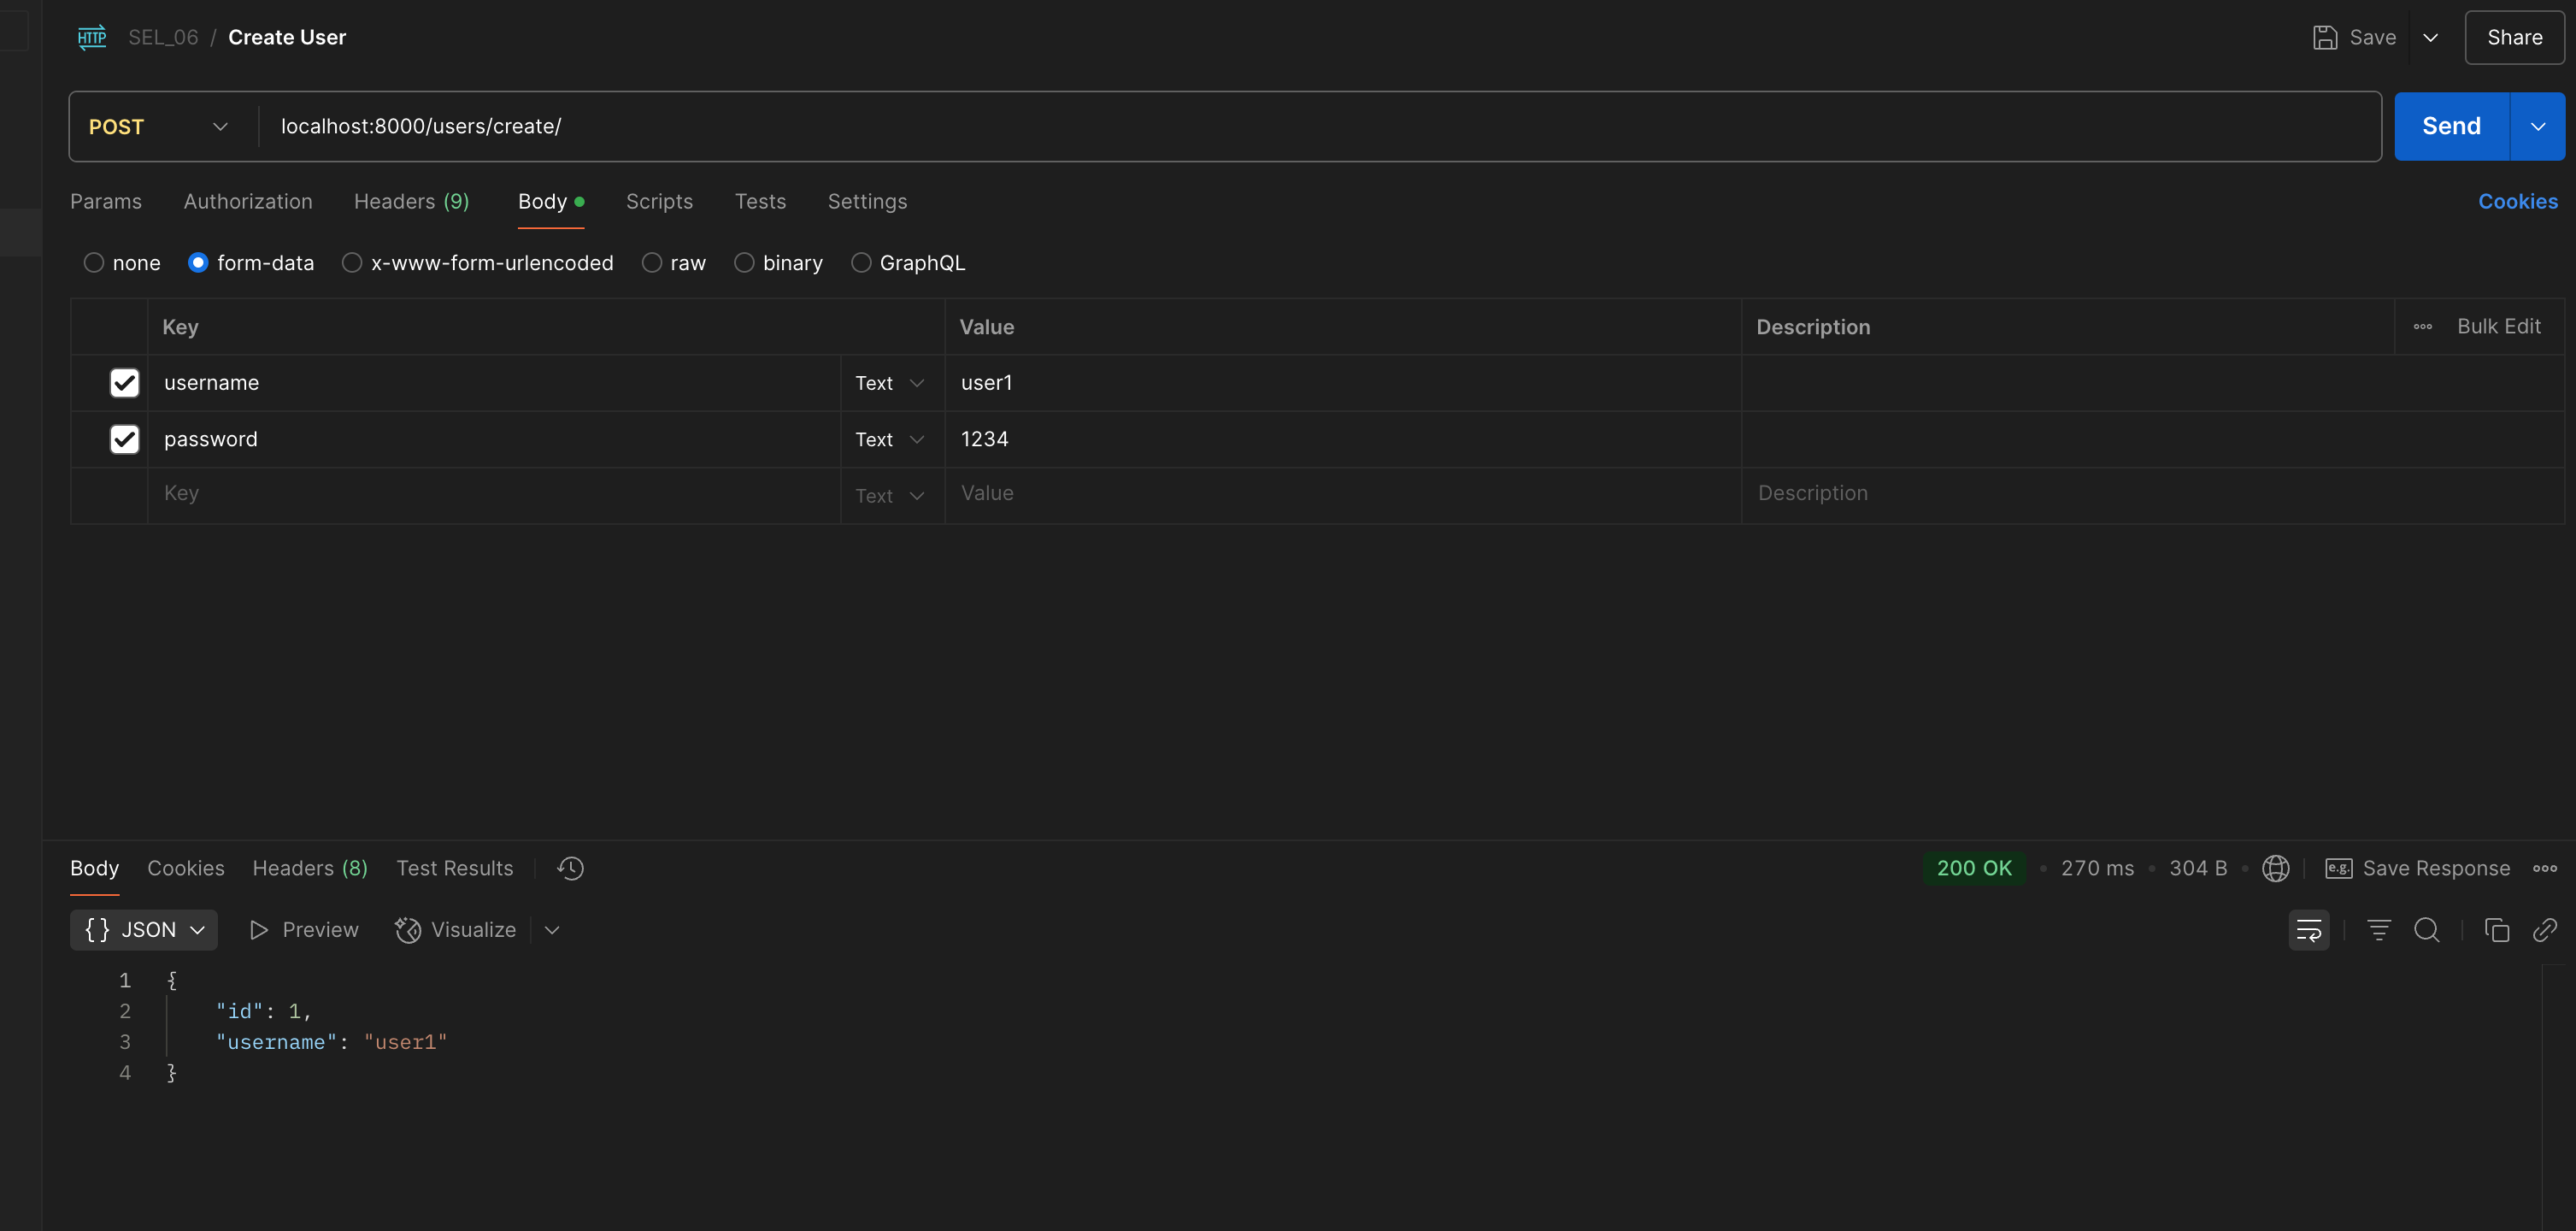 HTTP SEL_06 / Create User Save Share
POST localhost:8000/users/create/ Send
Params Authorization Headers (9) Body Scripts Tests Settings Cookies
none form-data x-www-form-urlencoded raw binary GraphQL
Key Value Description Bulk Edit
username Text user1
password Text 1234
Key Text Value Description
Body Cookies Headers (8) Test Results 200 OK 270 ms 304 B e.g. Save Response
{} JSON Preview Visualize
1 {
2 "id": 1,
3 "username": "user1"
4 }